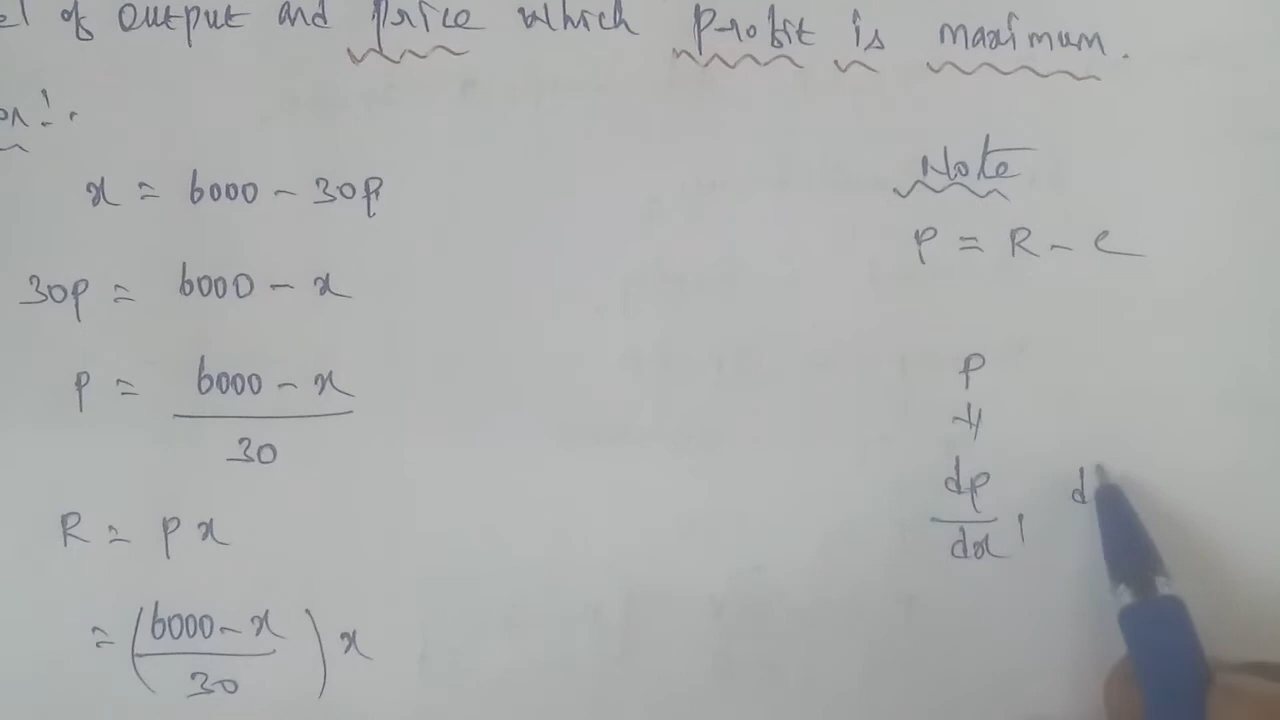 of output and price which profit is maximum.
Note
x = 6000 - 30p
P = R - C
30p = 6000 - x
p = 6000 - x / 30
P
dp/dx, d
R = px
= (6000 - x / 30) x